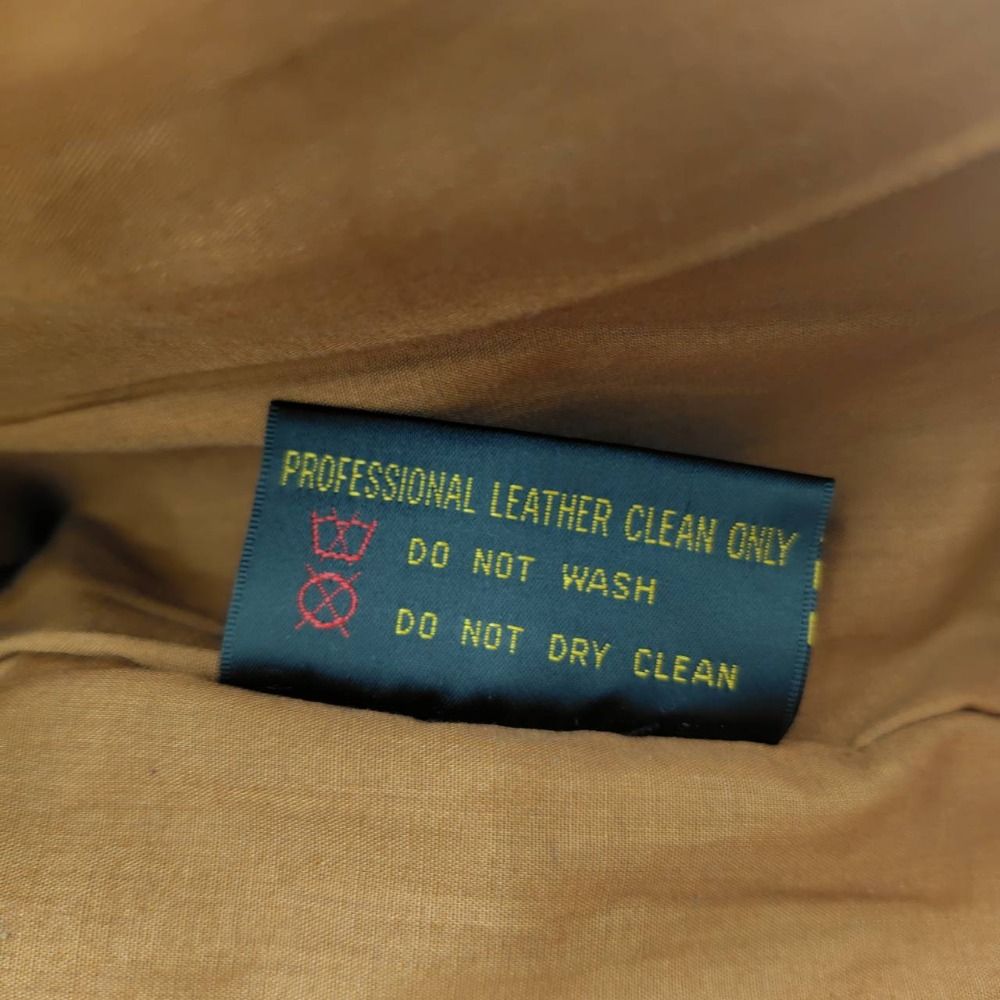 PROFESSIONAL LEATHER CLEAN ONLY
DO NOT WASH
DO NOT DRY CLEAN